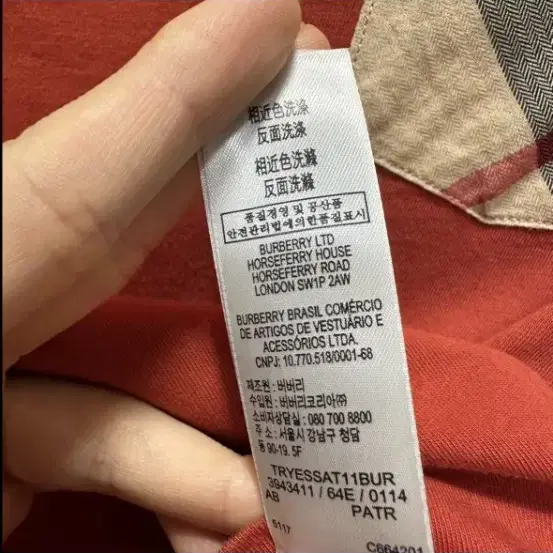 相近色洗涤
反面洗涤
相近色洗滌
反面洗滌
품질경영 및 공산품
안전관리법에의한품질표시
BURBERRY LTD
HORSEFERRY HOUSE
HORSEFERRY ROAD
LONDON SW1P 2AW
BURBERRY BRASIL COMÉRCIO
DE ARTIGOS DE VESTUÁRIO E
ACESSÓRIOS LTDA.
CNPJ: 10.770.518/0001-68
제조원 : 버버리
수입원 : 버버리코리아㈜
소비자상담실 : 080 700 8800
주 소 : 서울시 강남구 청담
동 90-19. 5F
TRYESSAT11BUR
3943411 / 64E / 0114
AB PATR
5117
C664201